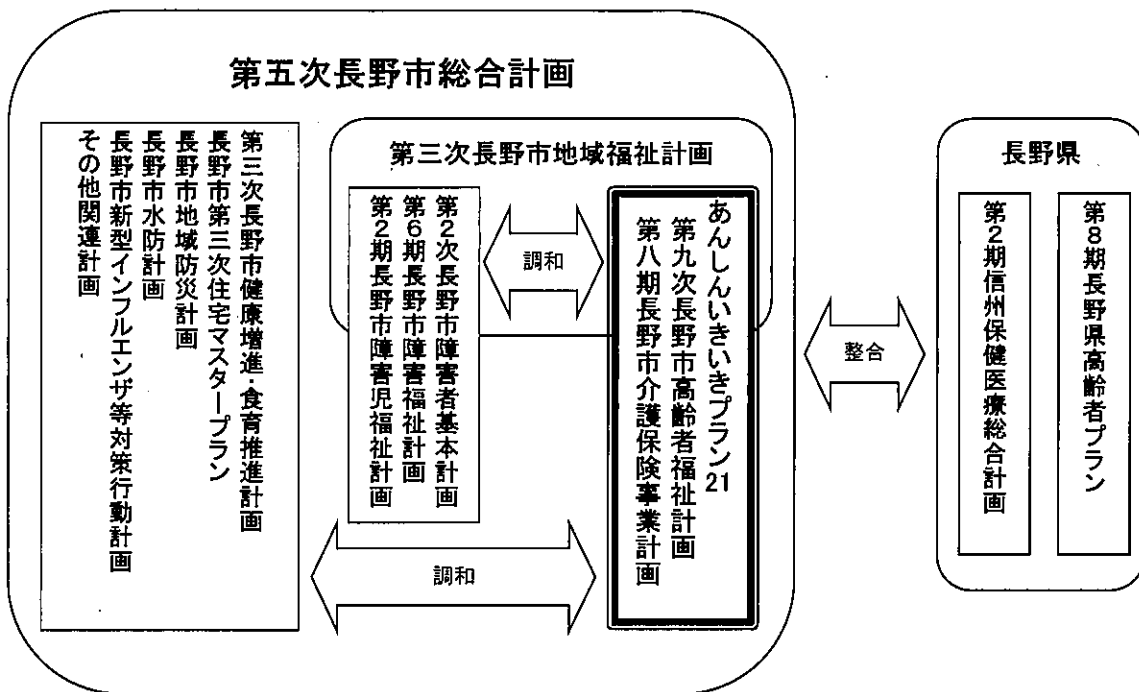 第五次長野市総合計画
第三次長野市健康増進・食育推進計画
長野市第三次住宅マスタープラン
長野市地域防災計画
長野市水防計画
長野市新型インフルエンザ等対策行動計画
その他関連計画
第三次長野市地域福祉計画
第2次長野市障害者基本計画
第6期長野市障害福祉計画
第2期長野市障害児福祉計画
調和
あんしんいきいきプラン21
第九次長野市高齢者福祉計画
第八期長野市介護保険事業計画
調和
整合
長野県
第8期長野県高齢者プラン
第2期信州保健医療総合計画